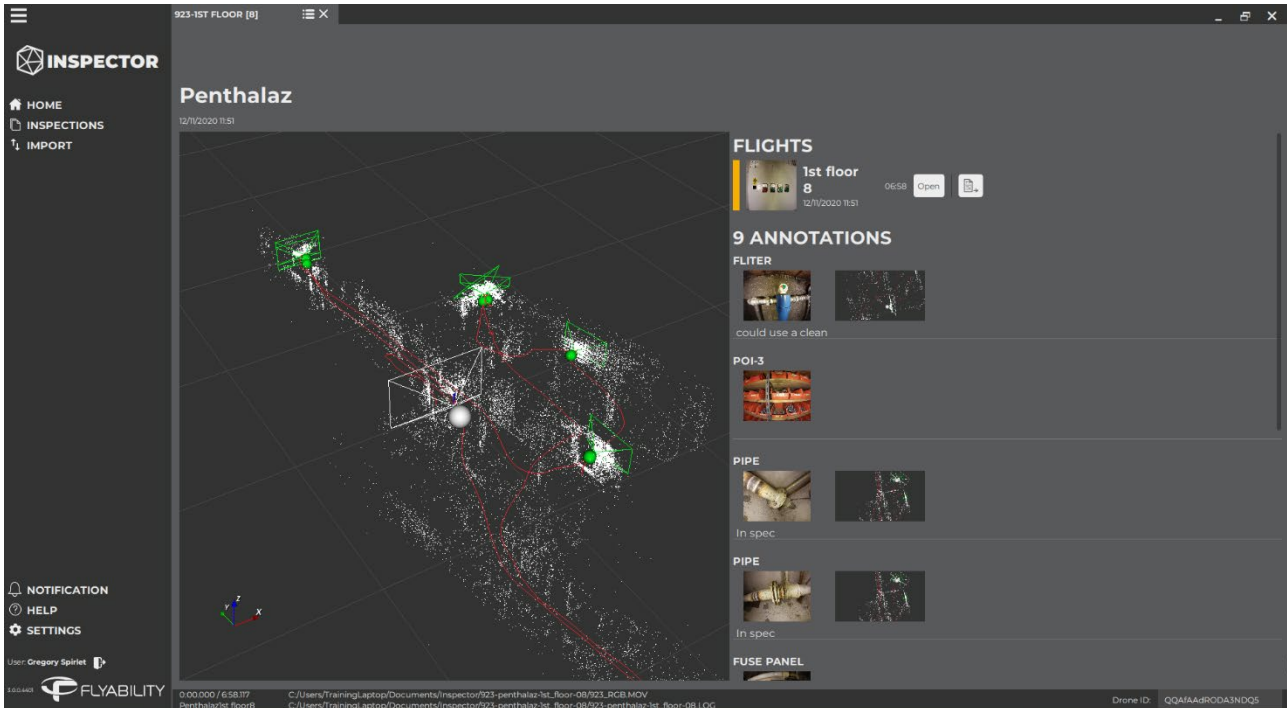 923-1ST FLOOR [8]
INSPECTOR
HOME
INSPECTIONS
IMPORT
Penthalaz
12/11/2020 11:51
FLIGHTS
1st floor
8
12/11/2020 11:51
06:58
Open
9 ANNOTATIONS
FLITER
could use a clean
POI-3
PIPE
In spec
PIPE
In spec
FUSE PANEL
Z
Y
X
NOTIFICATION
HELP
SETTINGS
User: Gregory Spirlet
FLYABILITY
0:00.000 / 6:58.117 C:/Users/TrainingLaptop/Documents/Inspector/923-penthalaz-1st_floor-08/923_RGB.MOV
Penthalaz1st floor8 C:/Users/TrainingLaptop/Documents/Inspector/923-penthalaz-1st_floor-08/923-penthalaz-1st_floor-08.LOG
Drone ID: